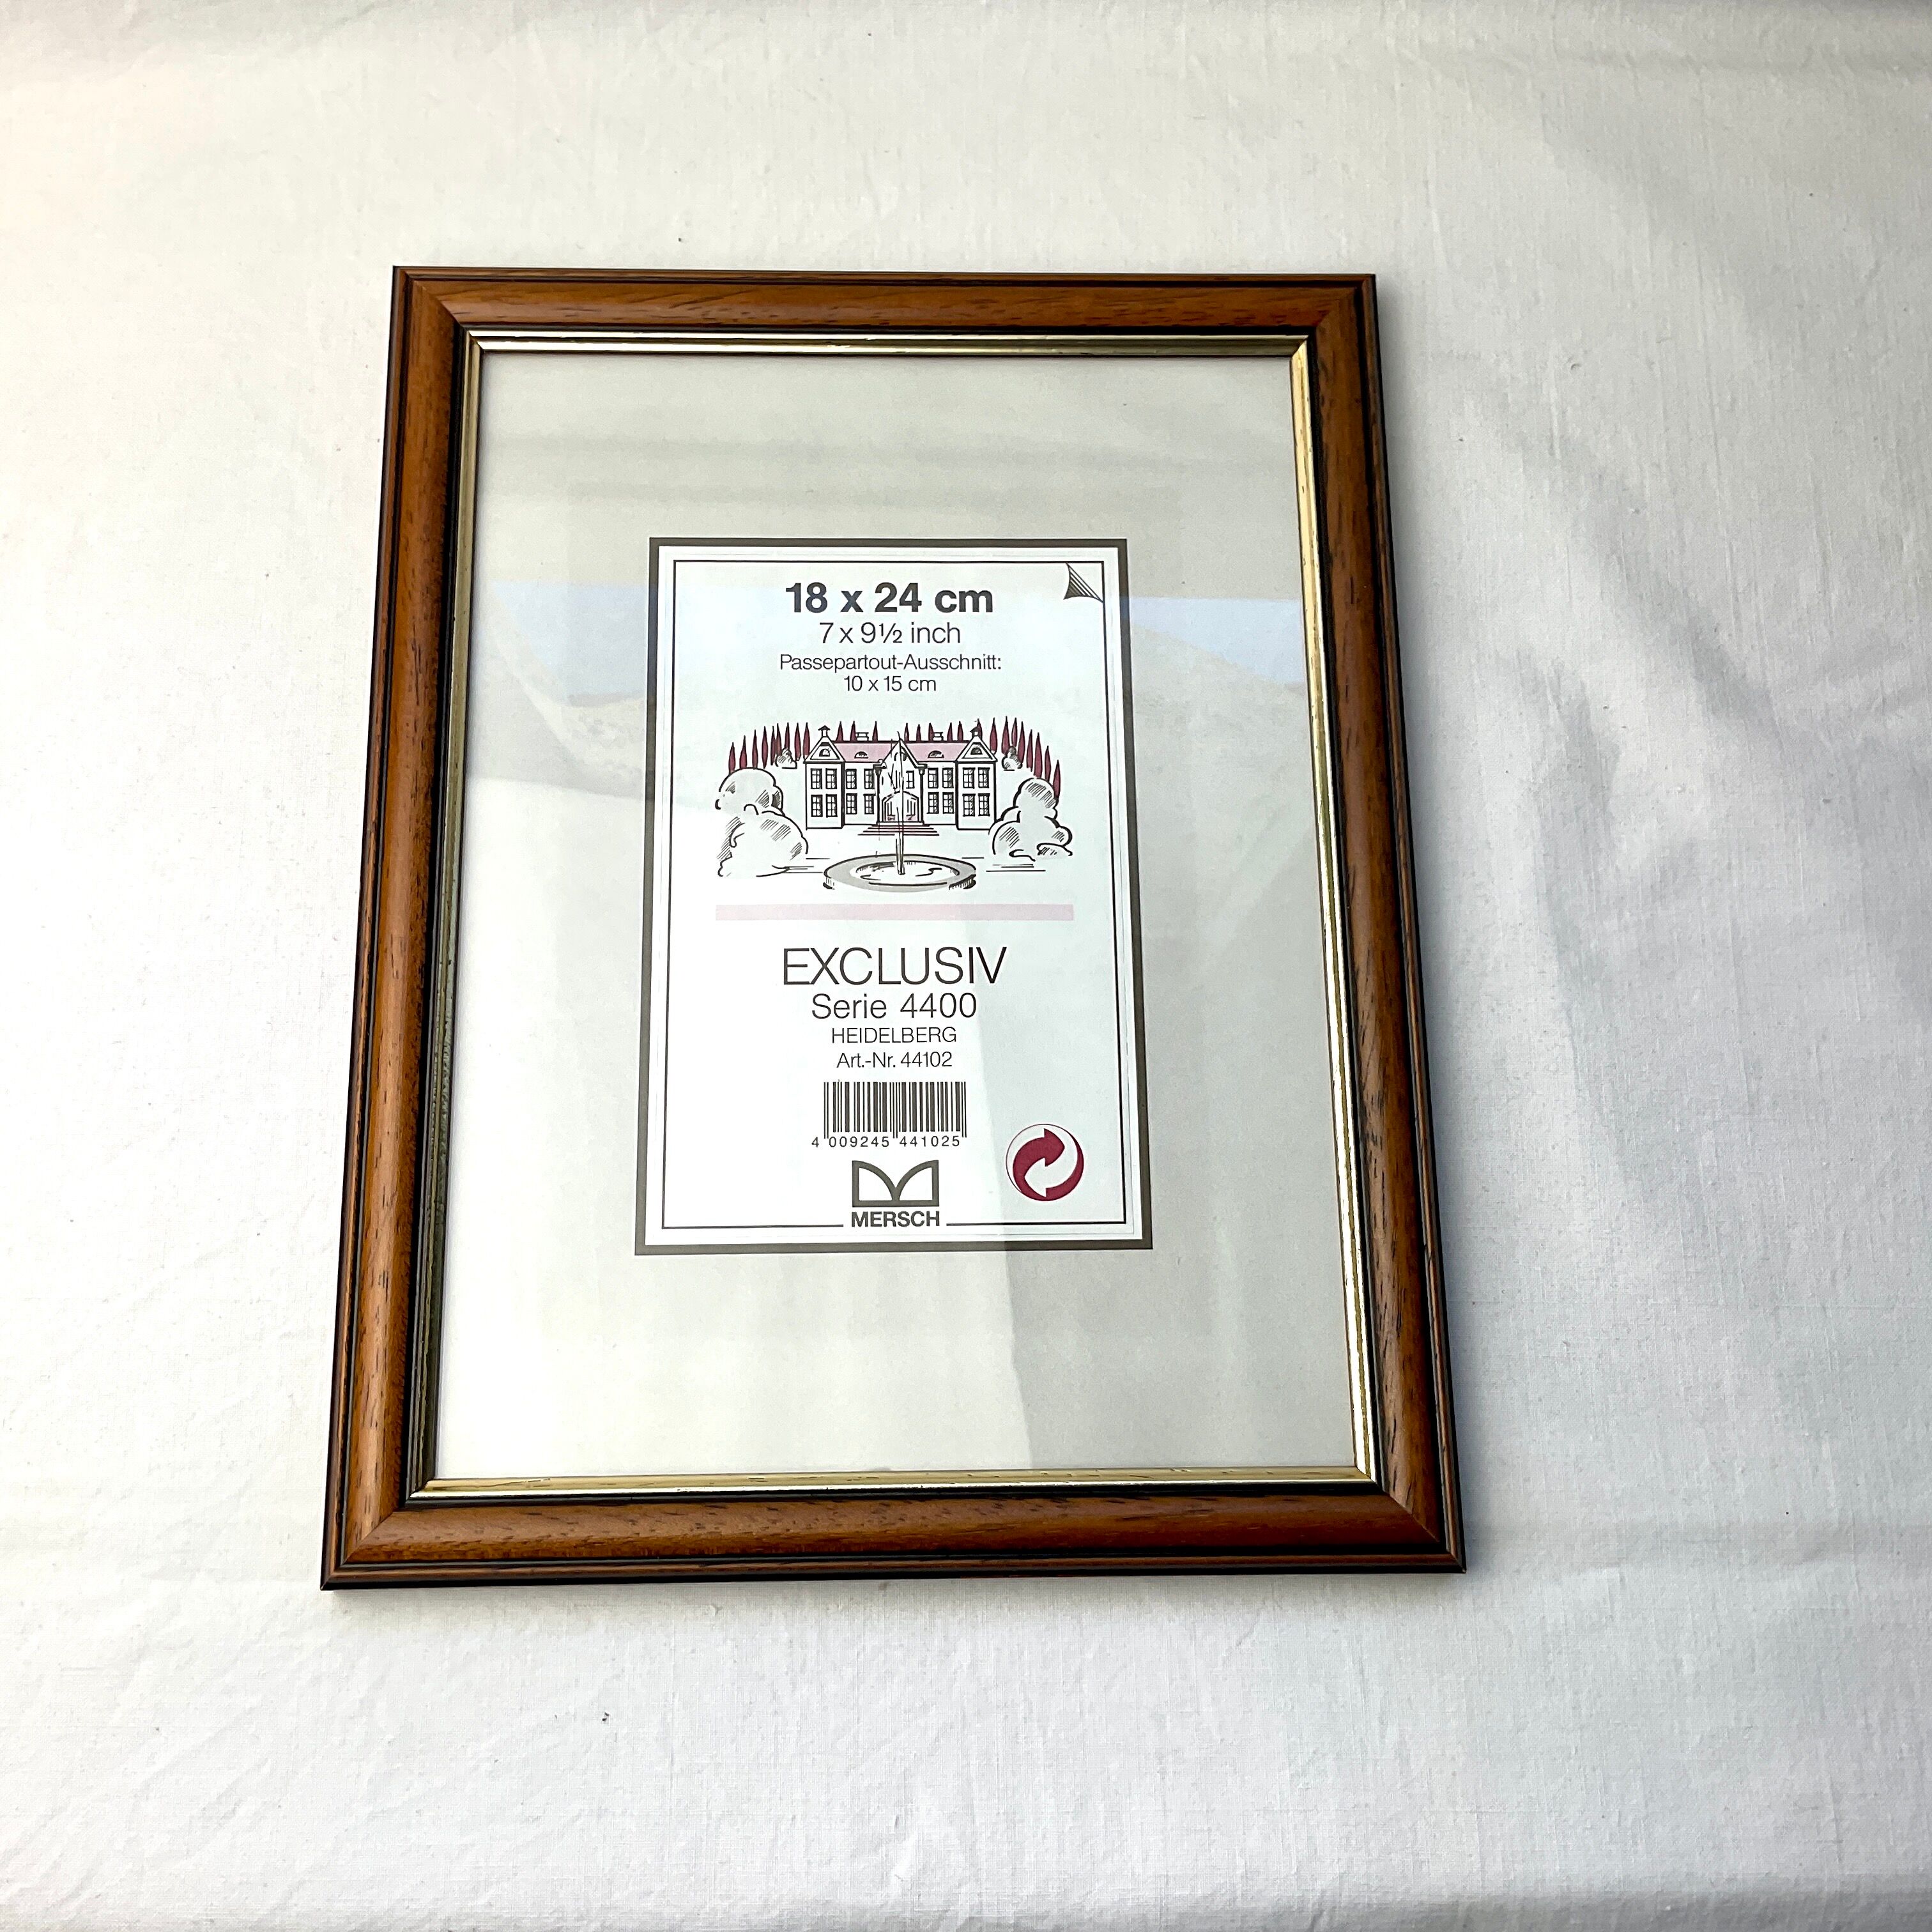 18 x 24 cm
7 x 9½ inch
Passepartout-Ausschnitt:
10 x 15 cm
EXCLUSIV
Serie 4400
HEIDELBERG
Art.-Nr. 44102
4 009245 441025
MERSCH